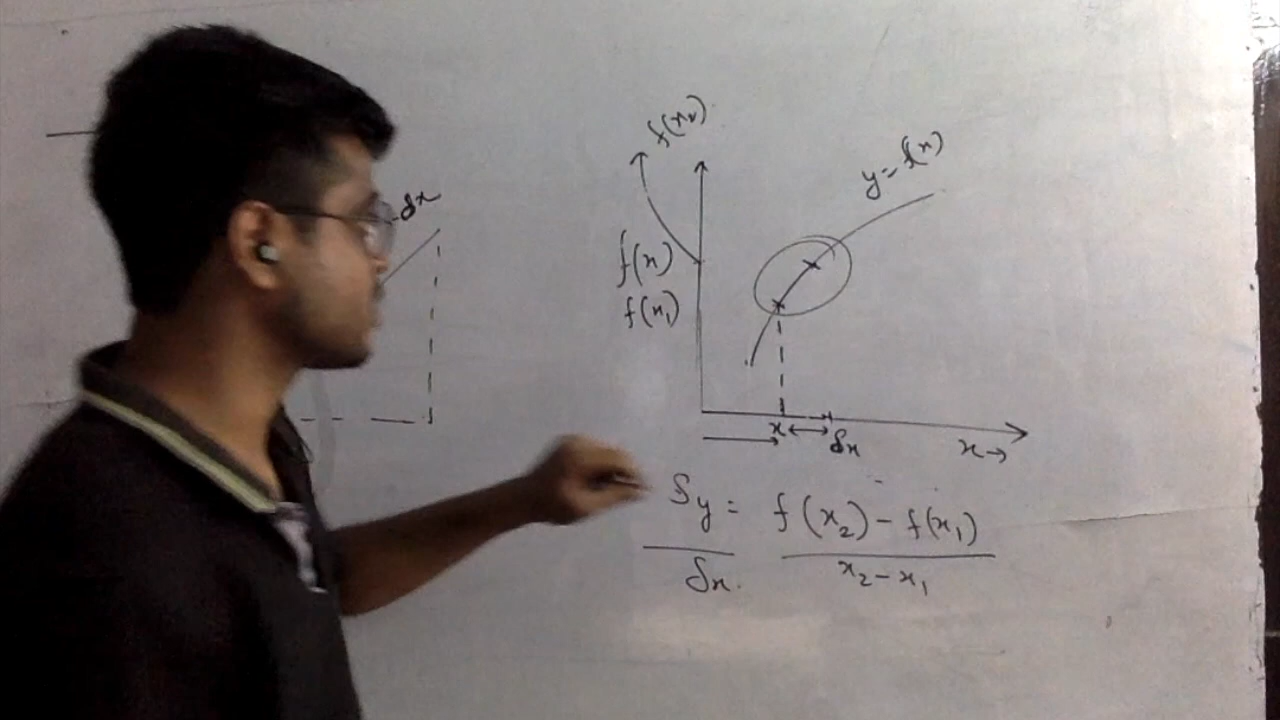 f(x₂)
y = f(x)
δx
f(x)
f(x₁)
x δx
x →
δy = f(x₂) - f(x₁)
δx x₂ - x₁